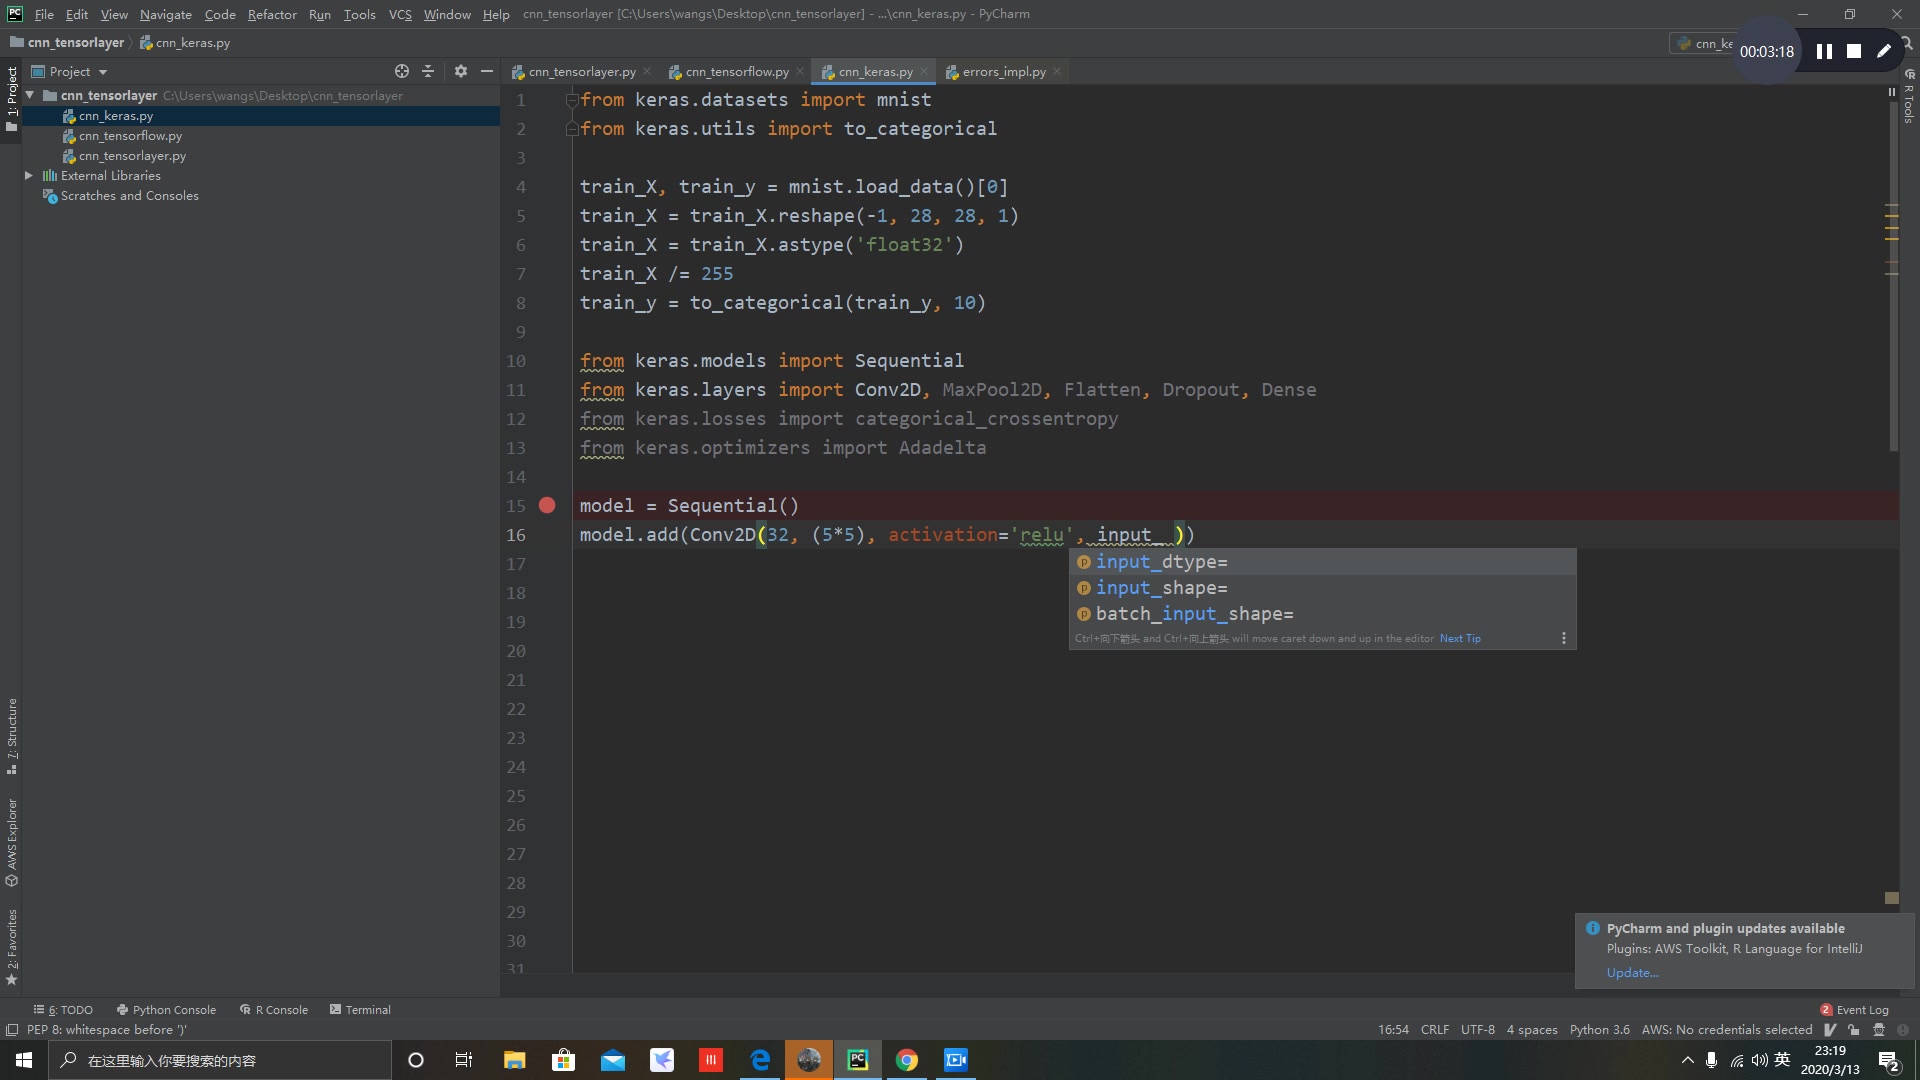 File Edit View Navigate Code Refactor Run Tools VCS Window Help cnn_tensorlayer [C:\Users\wangs\Desktop\cnn_tensorlayer] - ...\cnn_keras.py - PyCharm
cnn_tensorlayer cnn_keras.py
cnn_ke
00:03:18
Project
cnn_tensorlayer.py cnn_tensorflow.py cnn_keras.py errors_impl.py
1: Project
cnn_tensorlayer C:\Users\wangs\Desktop\cnn_tensorlayer
cnn_keras.py
cnn_tensorflow.py
cnn_tensorlayer.py
External Libraries
Scratches and Consoles
R Tools
1 from keras.datasets import mnist
2 from keras.utils import to_categorical
3
4 train_X, train_y = mnist.load_data()[0]
5 train_X = train_X.reshape(-1, 28, 28, 1)
6 train_X = train_X.astype('float32')
7 train_X /= 255
8 train_y = to_categorical(train_y, 10)
9
10 from keras.models import Sequential
11 from keras.layers import Conv2D, MaxPool2D, Flatten, Dropout, Dense
12 from keras.losses import categorical_crossentropy
13 from keras.optimizers import Adadelta
14
15 model = Sequential()
16 model.add(Conv2D(32, (5*5), activation='relu', input_ ))
17
18
19
20
21
22
23
24
25
26
27
28
29
30
31
input_dtype=
input_shape=
batch_input_shape=
Ctrl+向下箭头 and Ctrl+向上箭头 will move caret down and up in the editor Next Tip
7: Structure
AWS Explorer
2: Favorites
PyCharm and plugin updates available
Plugins: AWS Toolkit, R Language for IntelliJ
Update...
6: TODO Python Console R Console Terminal
2 Event Log
PEP 8: whitespace before ')'
16:54 CRLF UTF-8 4 spaces Python 3.6 AWS: No credentials selected
在这里输入你要搜索的内容
英
23:19
2020/3/13
2